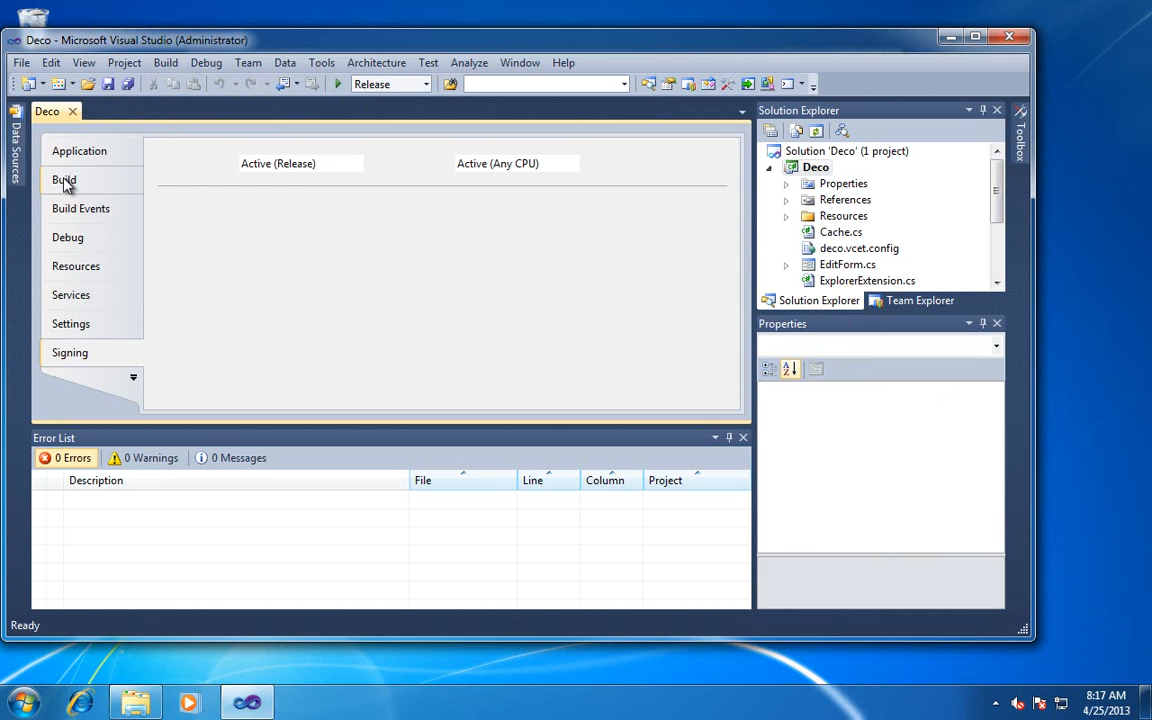 Deco - Microsoft Visual Studio (Administrator)
File Edit View Project Build Debug Team Data Tools Architecture Test Analyze Window Help
Release
Data Sources
Deco
Application
Build
Build Events
Debug
Resources
Services
Settings
Signing
Active (Release) Active (Any CPU)
Solution Explorer
Solution 'Deco' (1 project)
Deco
Properties
References
Resources
Cache.cs
deco.vcet.config
EditForm.cs
ExplorerExtension.cs
Solution Explorer Team Explorer
Toolbox
Properties
Error List
0 Errors 0 Warnings 0 Messages
Description File Line Column Project
Ready
8:17 AM
4/25/2013